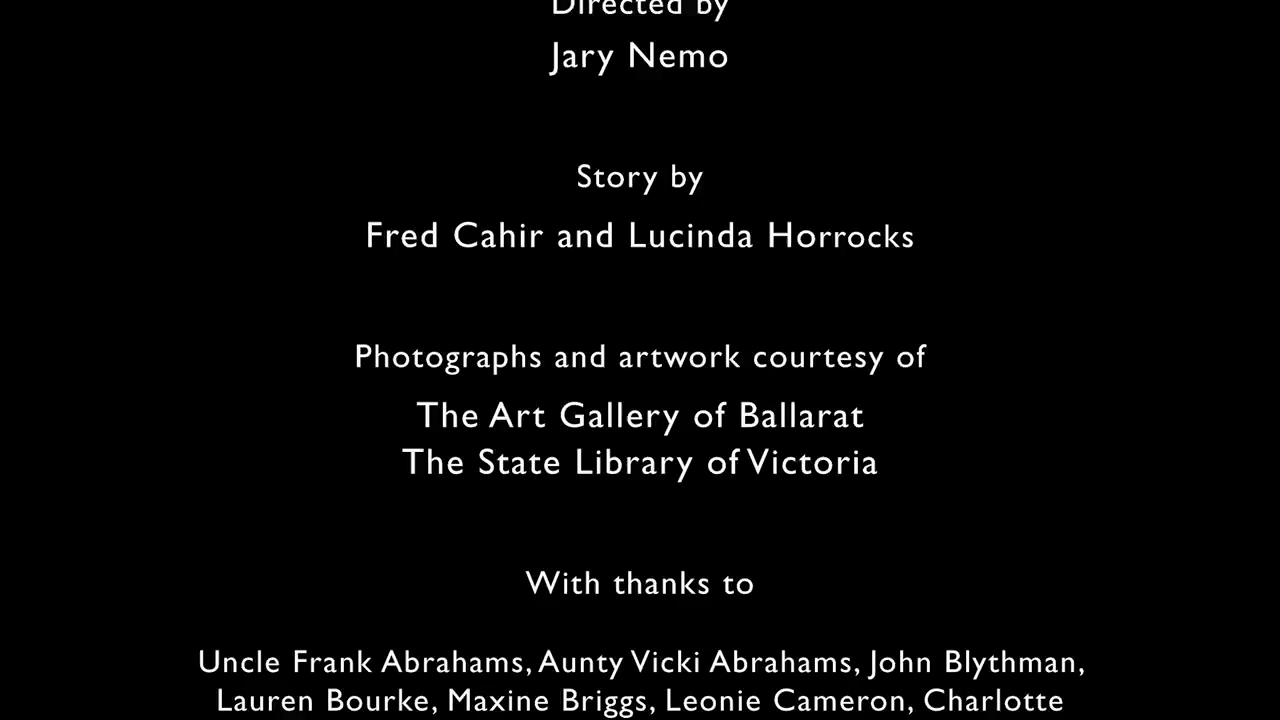 Directed by
Jary Nemo
Story by
Fred Cahir and Lucinda Horrocks
Photographs and artwork courtesy of
The Art Gallery of Ballarat
The State Library of Victoria
With thanks to
Uncle Frank Abrahams, Aunty Vicki Abrahams, John Blythman,
Lauren Bourke, Maxine Briggs, Leonie Cameron, Charlotte